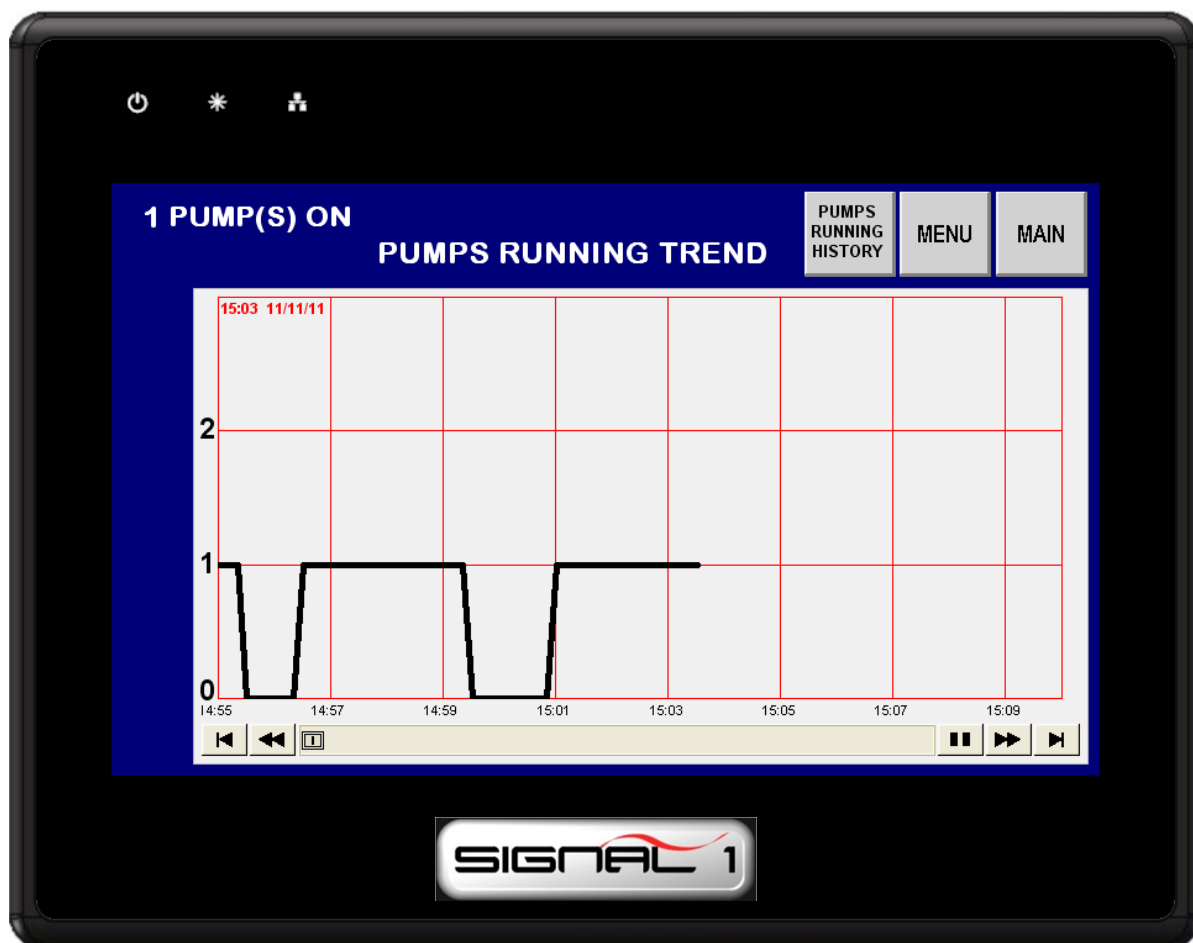 1 PUMP(S) ON
PUMPS RUNNING TREND
PUMPS
RUNNING
HISTORY
MENU
MAIN
15:03 11/11/11
2
1
0
14:55 14:57 14:59 15:01 15:03 15:05 15:07 15:09
SIGNAL 1